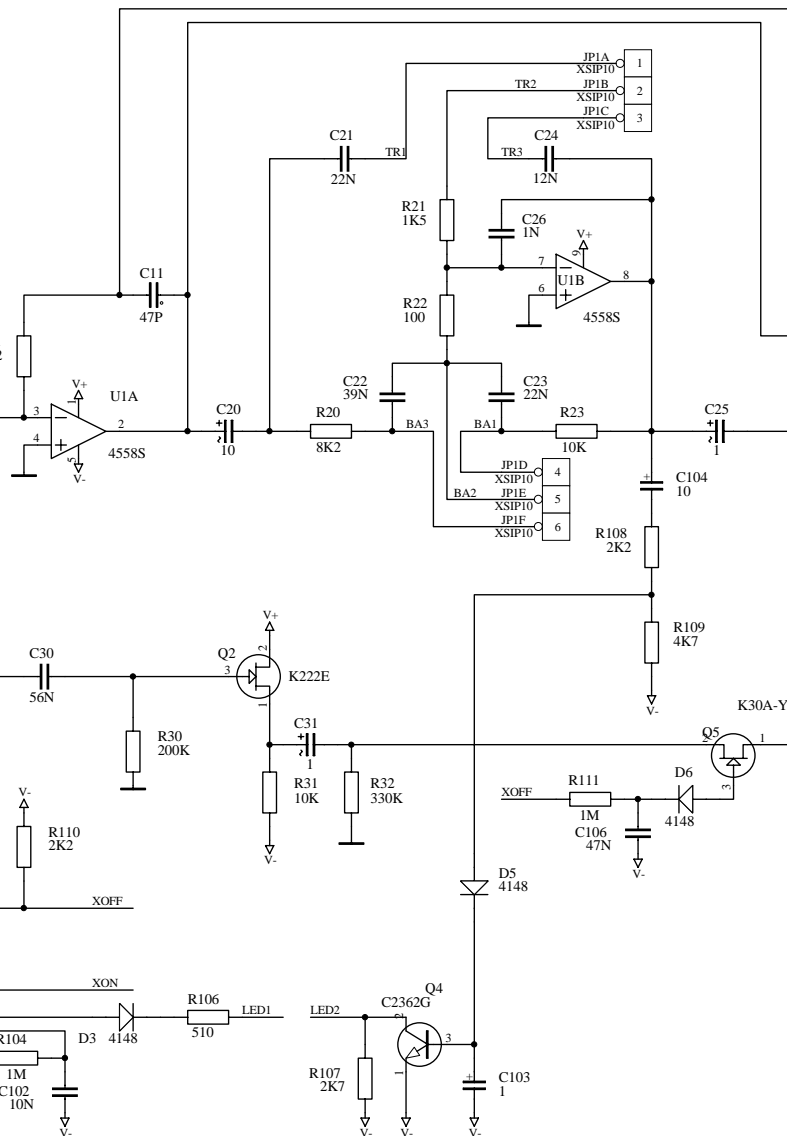 JP1A
XSIP10
1
TR2
JP1B
XSIP10
2
JP1C
XSIP10
3
C21
22N
TR1
TR3
C24
12N
R21
1K5
C26
1N
V+
9
7
6
U1B
8
4558S
C11
47P
R22
100
V+
1
U1A
3
4
2
5
V-
4558S
C20
10
R20
8K2
C22
39N
BA3
C23
22N
BA1
R23
10K
C25
1
JP1D
XSIP10
4
BA2
JP1E
XSIP10
5
JP1F
XSIP10
6
C104
10
R108
2K2
R109
4K7
V-
C30
56N
R30
200K
V+
Q2
3
2
1
K222E
C31
1
R31
10K
V-
R32
330K
K30A-Y
Q5
2
1
3
XOFF
R111
1M
D6
4148
C106
47N
V-
V-
R110
2K2
XOFF
XON
D5
4148
R104
1M
C102
10N
V-
D3
4148
R106
510
LED1
LED2
C2362G
Q4
2
3
1
R107
2K7
V-
V-
C103
1
V-